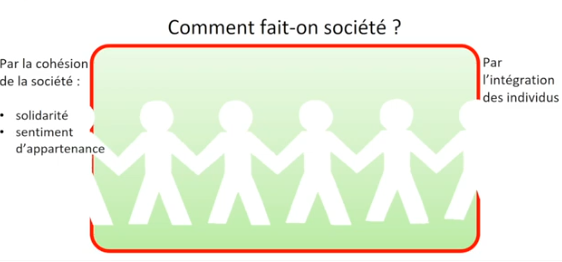 Comment fait-on société ?
Par la cohésion
de la société :
• solidarité
• sentiment
d’appartenance
Par
l’intégration
des individus